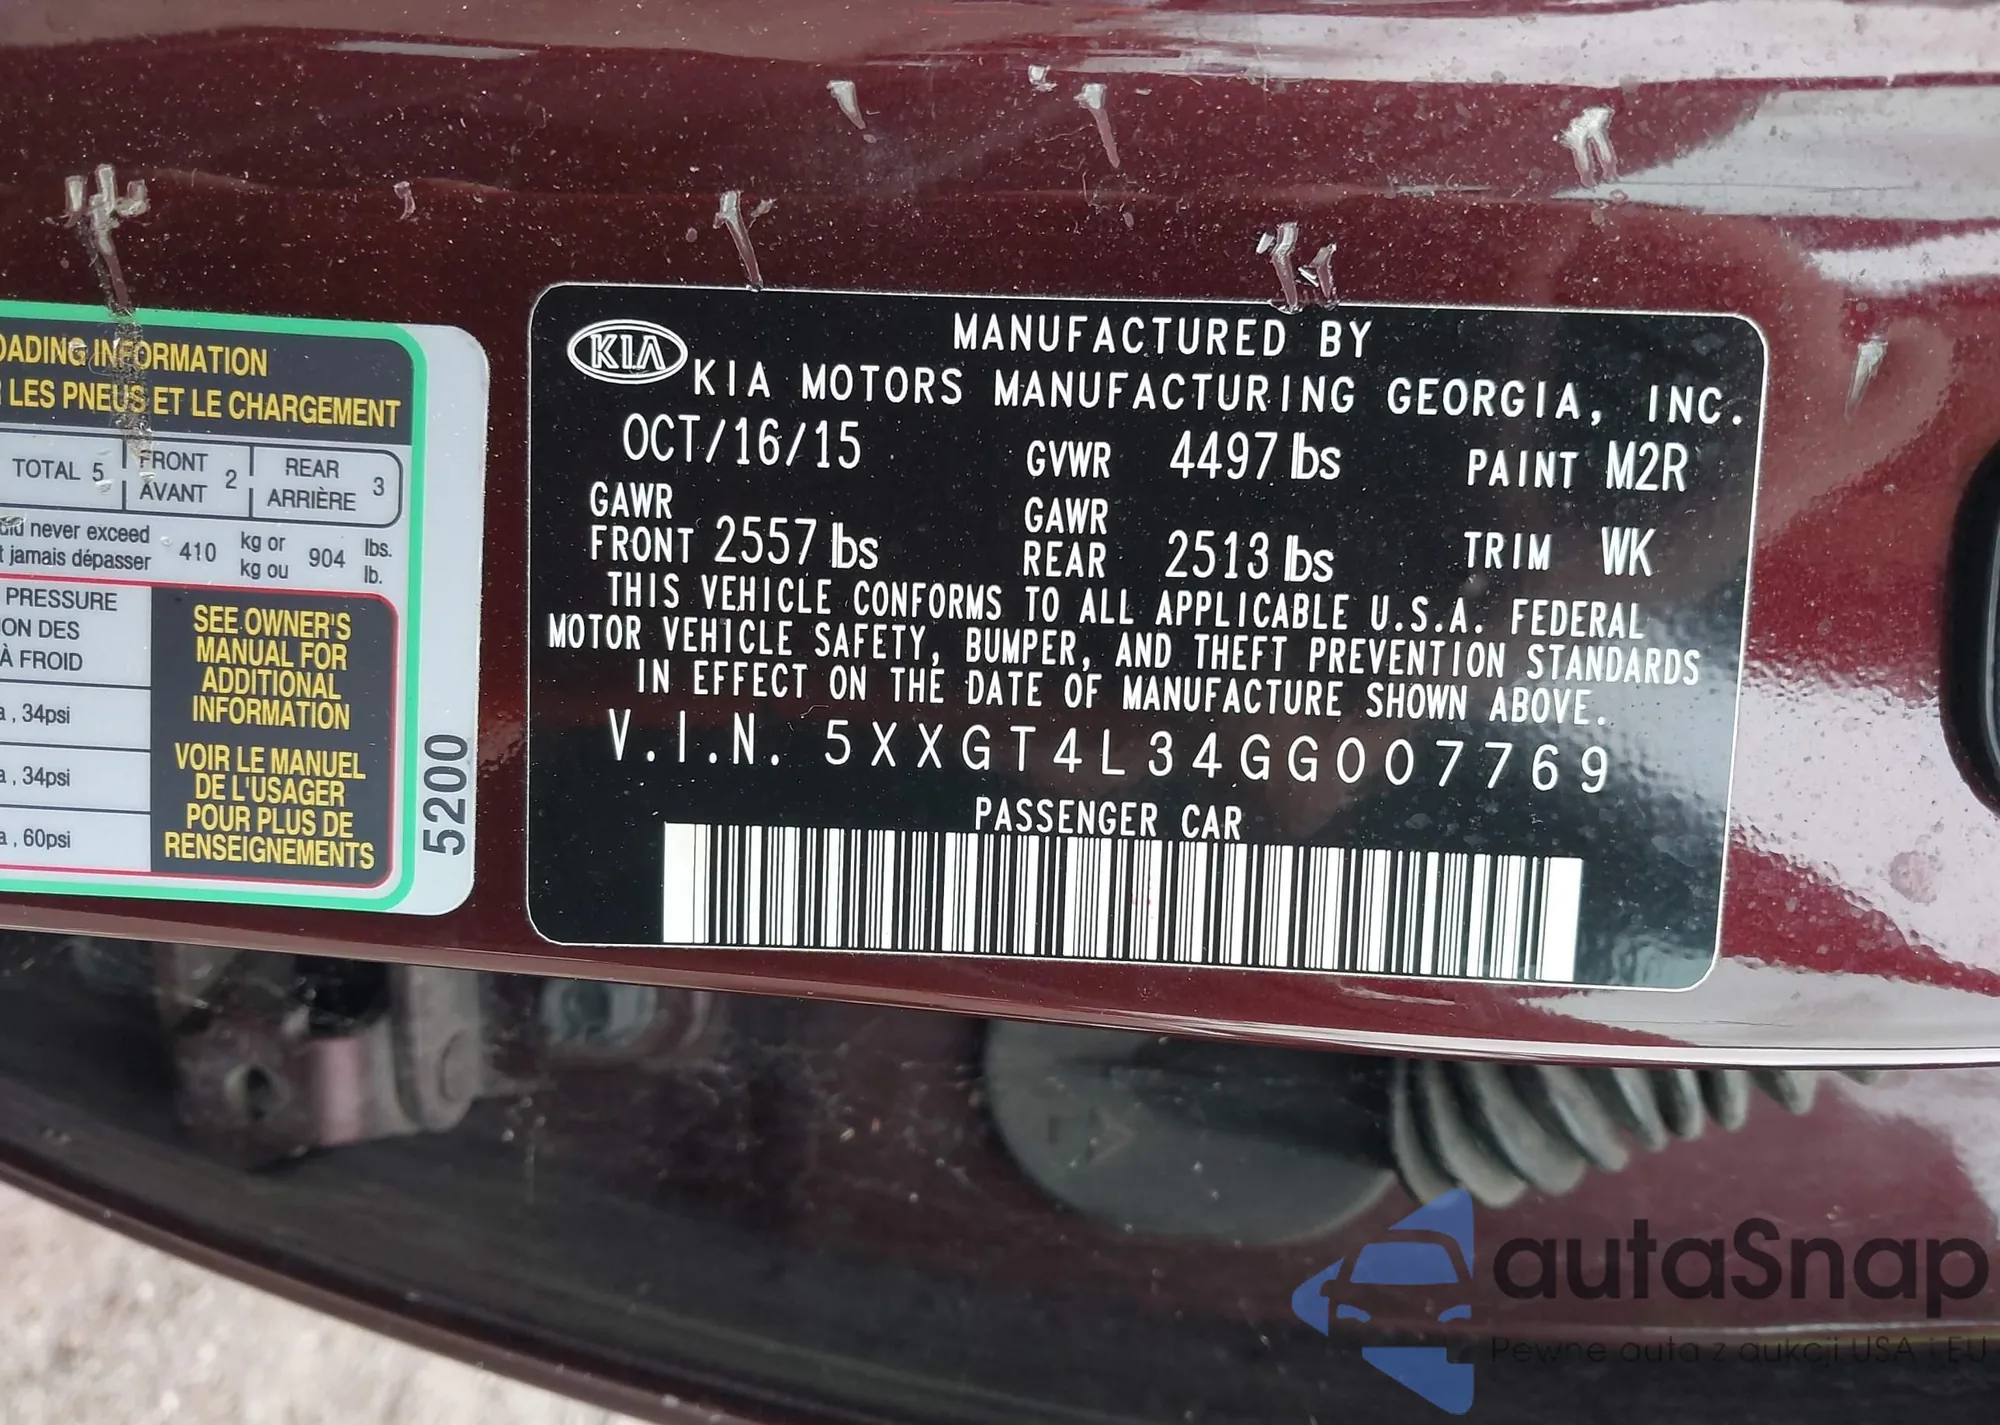 OADING INFORMATION
LES PNEUS ET LE CHARGEMENT
TOTAL 5
FRONT
AVANT 2
REAR
ARRIÈRE 3
never exceed
jamais dépasser
410
kg or
kg ou
904
lbs.
lb.
PRESSURE
ON DES
À FROID
, 34psi
, 34psi
, 60psi
SEE OWNER'S
MANUAL FOR
ADDITIONAL
INFORMATION
VOIR LE MANUEL
DE L'USAGER
POUR PLUS DE
RENSEIGNEMENTS
5200
KIA
MANUFACTURED BY
KIA MOTORS MANUFACTURING GEORGIA, INC.
OCT/16/15 GVWR 4497 lbs PAINT M2R
GAWR
FRONT 2557 lbs
GAWR
REAR 2513 lbs
TRIM WK
THIS VEHICLE CONFORMS TO ALL APPLICABLE U.S.A. FEDERAL
MOTOR VEHICLE SAFETY, BUMPER, AND THEFT PREVENTION STANDARDS
IN EFFECT ON THE DATE OF MANUFACTURE SHOWN ABOVE.
V.I.N. 5XXGT4L34GG007769
PASSENGER CAR
autaSnap
Pewne auta z aukcji USA i EU